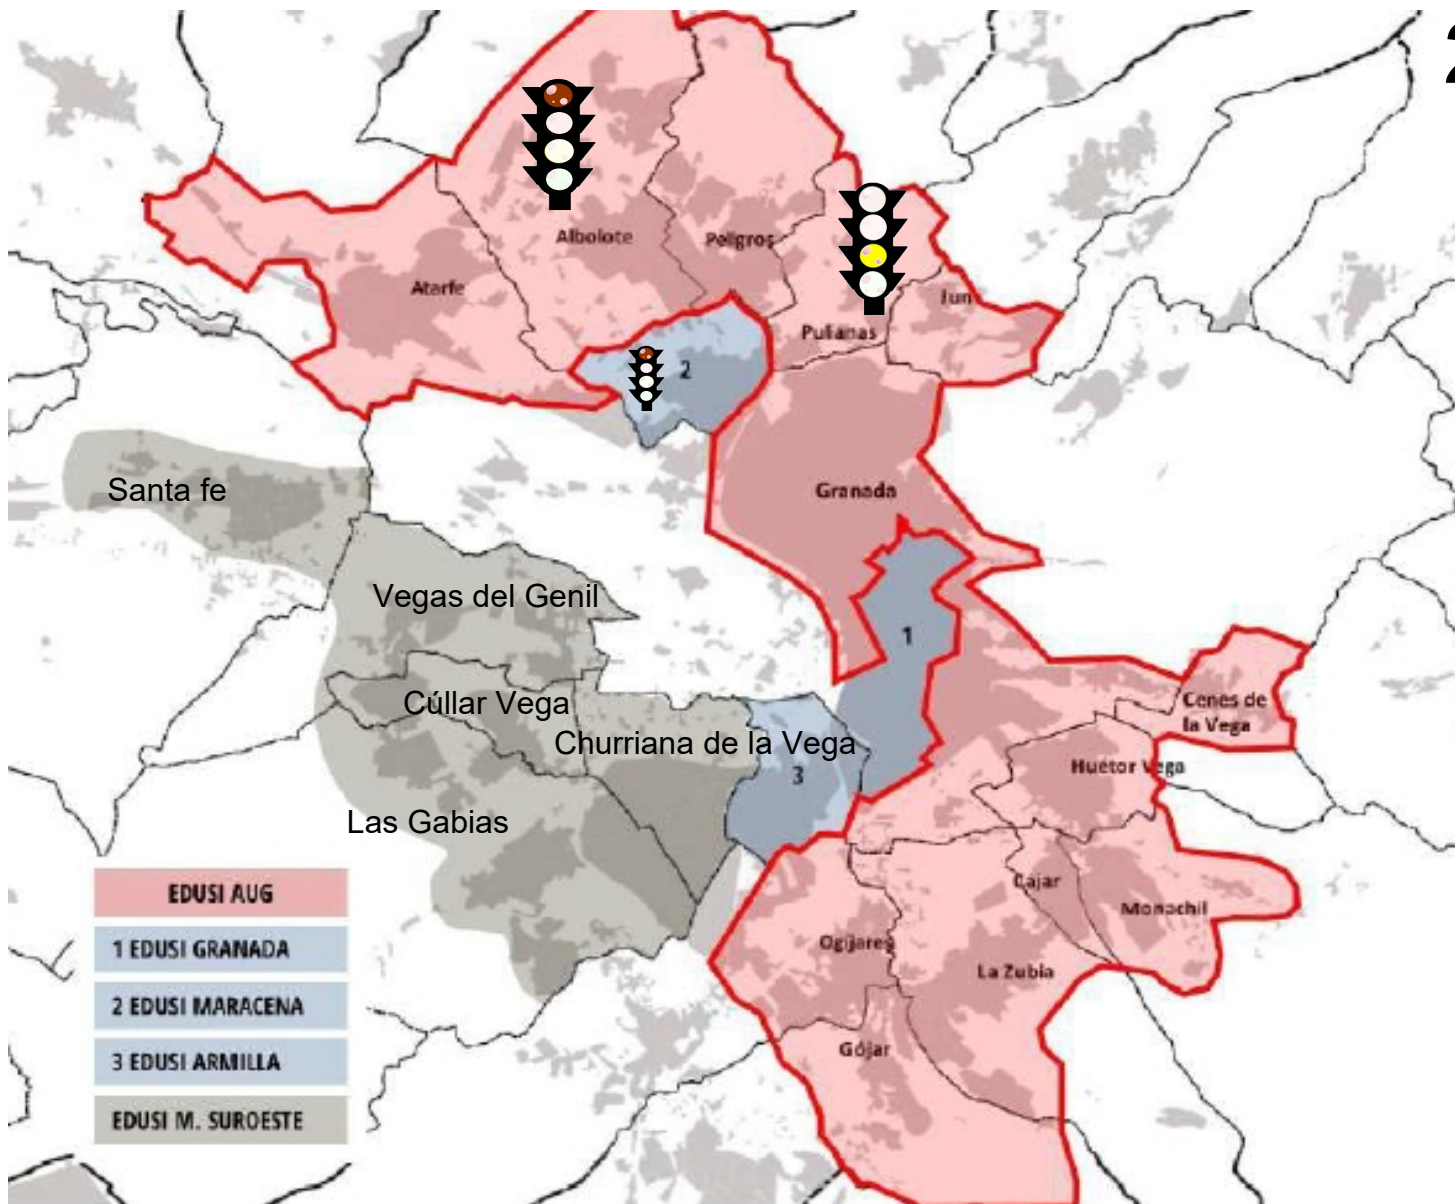 2
Albolote
Peligros
Atarfe
Jun
Pulianas
2
Santa fe
Granada
Vegas del Genil
1
Cúllar Vega
Cenes de
la Vega
Churriana de la Vega
3
Huetor Vega
Las Gabias
Cajar
Monachil
Ogijares
La Zubia
Gójar
EDUSI AUG
1 EDUSI GRANADA
2 EDUSI MARACENA
3 EDUSI ARMILLA
EDUSI M. SUROESTE